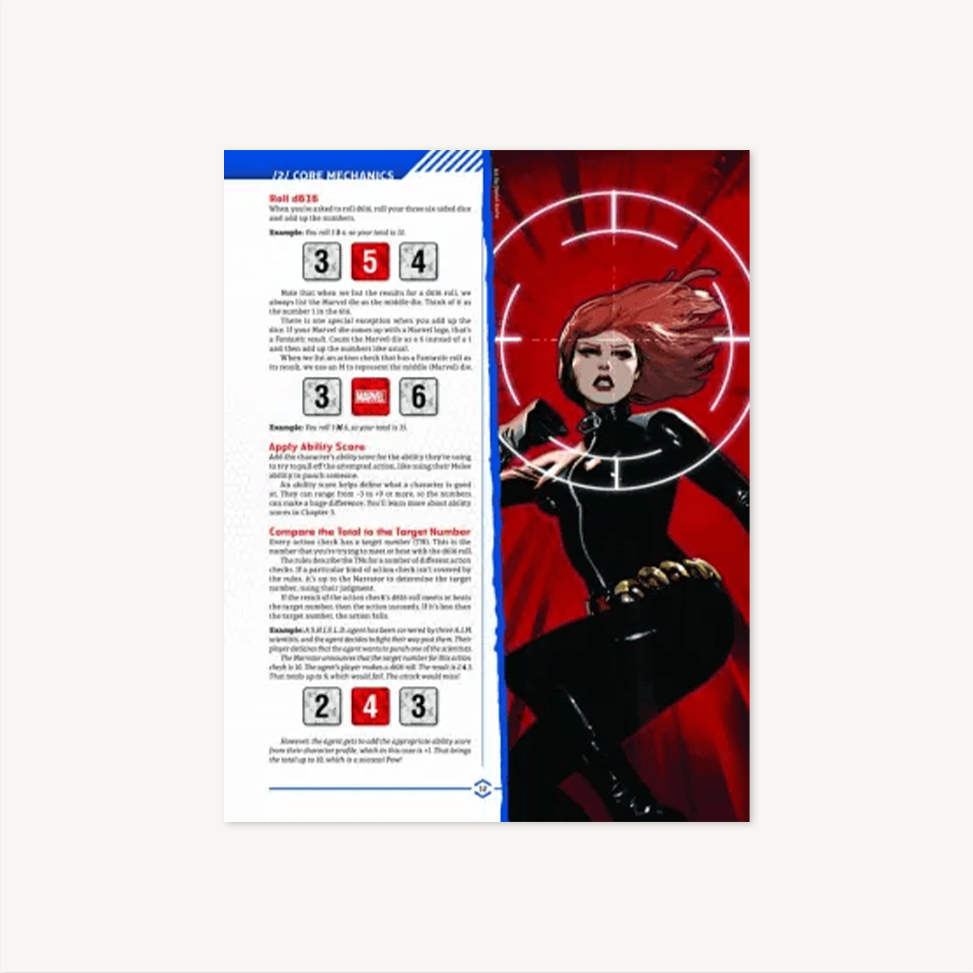 /2/ CORE MECHANICS
Roll d616
When you're asked to roll d616, roll your three six-sided dice
and add up the numbers.
Example: You roll 3 5 4, so your total is 12.
3 5 4
Note that when we list the results for a d616 roll, we
always list the Marvel die as the middle die. Think of it as
the number 1 in the 616.
There is one special exception when you add up the
dice. If your Marvel die comes up with a Marvel logo, that's
a Fantastic result. Count the Marvel die as a 6 instead of a 1
and then add up the numbers like usual.
When we list an action check that has a Fantastic roll as
its result, we use an M to represent the middle (Marvel) die.
3 MARVEL 6
Example: You roll 3 M 6, so your total is 15.
Apply Ability Score
Add the character's ability score for the ability they're using
to try to pull off the attempted action, like using their Melee
ability to punch someone.
An ability score helps define what a character is good
at. They can range from -3 to +9 or more, so the numbers
can make a huge difference. You'll learn more about ability
scores in Chapter 3.
Compare the Total to the Target Number
Every action check has a target number (TN). This is the
number that you're trying to meet or beat with the d616 roll.
The rules describe the TNs for a number of different action
checks. If a particular kind of action check isn't covered by
the rules, it's up to the Narrator to determine the target
number, using their judgment.
If the result of the action check's d616 roll meets or beats
the target number, then the action succeeds. If it's less than
the target number, the action fails.
Example: A S.H.I.E.L.D. agent has been cornered by three A.I.M.
scientists, and the agent decides to fight their way past them. Their
player declares that the agent wants to punch one of the scientists.
The Narrator announces that the target number for this action
check is 10. The agent's player makes a d616 roll. The result is 2 4 3.
That totals up to 9, which would fail. The attack would miss!
2 4 3
However, the agent gets to add the appropriate ability score
from their character profile, which in this case is +1. That brings
the total up to 10, which is a success! Pow!
12